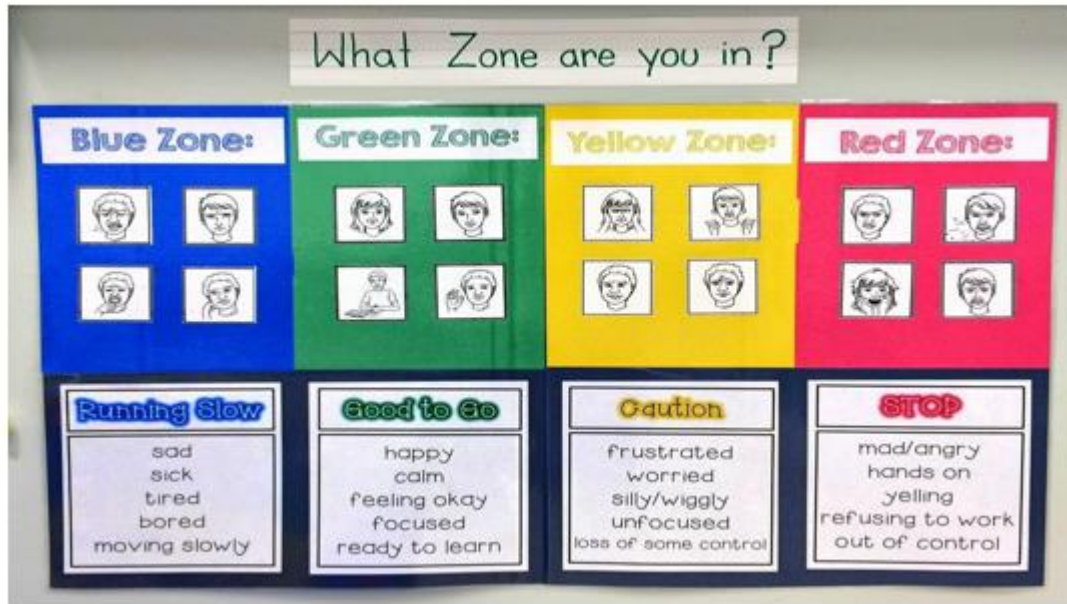 What Zone are you in?
Blue Zone:
Green Zone:
Yellow Zone:
Red Zone:
Running Slow
sad
sick
tired
bored
moving slowly
Good to Go
happy
calm
feeling okay
focused
ready to learn
Caution
frustrated
worried
silly/wiggly
unfocused
loss of some control
STOP
mad/angry
hands on
yelling
refusing to work
out of control